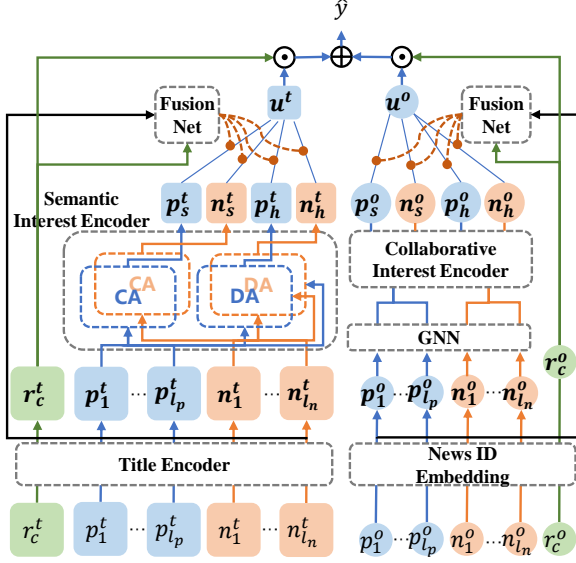 ŷ
Fusion Net
u^t
u^o
Fusion Net
Semantic Interest Encoder
p_s^t n_s^t p_h^t n_h^t
p_s^o n_s^o p_h^o n_h^o
CA CA
DA DA
Collaborative Interest Encoder
GNN
r_c^t p_1^t ... p_{l_p}^t n_1^t ... n_{l_n}^t
p_1^o ... p_{l_p}^o n_1^o ... n_{l_n}^o r_c^o
Title Encoder
News ID Embedding
r_c^t p_1^t ... p_{l_p}^t n_1^t ... n_{l_n}^t
p_1^o ... p_{l_p}^o n_1^o ... n_{l_n}^o r_c^o